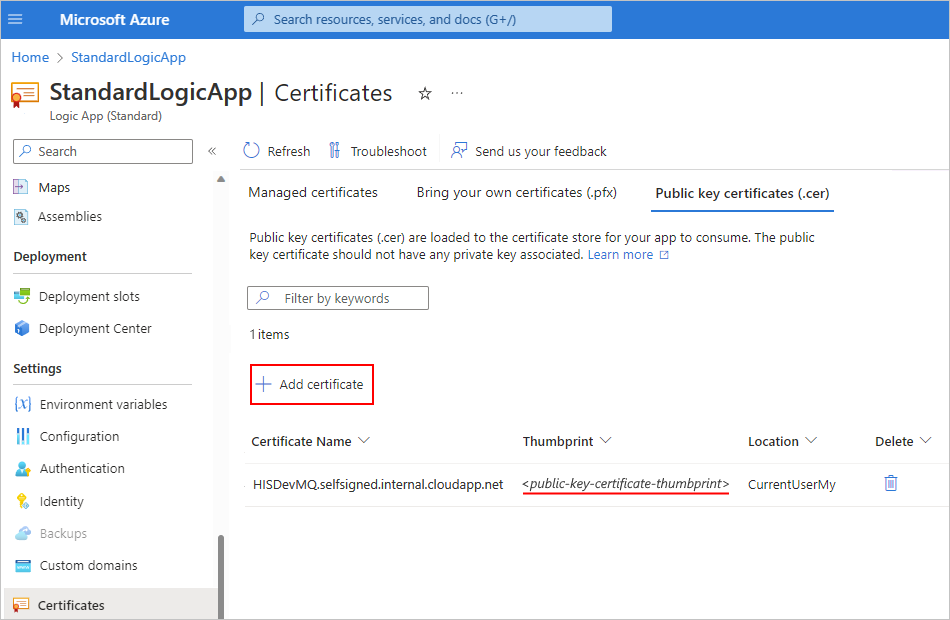 Microsoft Azure
Search resources, services, and docs (G+/)
Home > StandardLogicApp
StandardLogicApp | Certificates
Logic App (Standard)
Search
Refresh
Troubleshoot
Send us your feedback
Maps
Assemblies
Deployment
Deployment slots
Deployment Center
Settings
Environment variables
Configuration
Authentication
Identity
Backups
Custom domains
Certificates
Managed certificates
Bring your own certificates (.pfx)
Public key certificates (.cer)
Public key certificates (.cer) are loaded to the certificate store for your app to consume. The public
key certificate should not have any private key associated. Learn more
Filter by keywords
1 items
Add certificate
Certificate Name
Thumbprint
Location
Delete
HISDevMQ.selfsigned.internal.cloudapp.net
<public-key-certificate-thumbprint>
CurrentUserMy